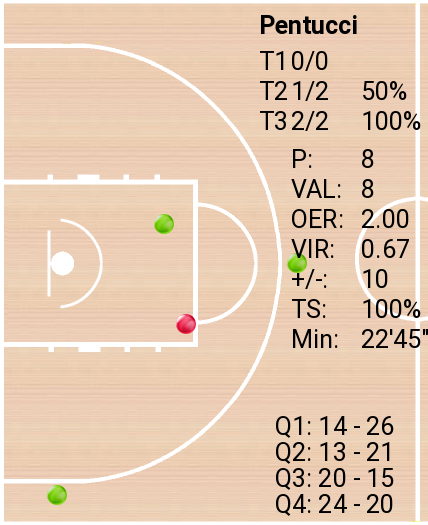 Pentucci
T1 0/0
T2 1/2 50%
T3 2/2 100%
P: 8
VAL: 8
OER: 2.00
VIR: 0.67
+/-: 10
TS: 100%
Min: 22'45"
Q1: 14 - 26
Q2: 13 - 21
Q3: 20 - 15
Q4: 24 - 20